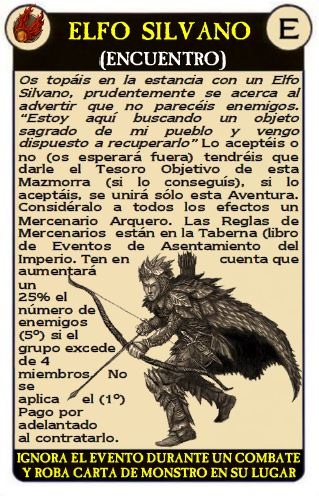 ELFO SILVANO
E
(ENCUENTRO)
Os topáis en la estancia con un Elfo
Silvano, prudentemente se acerca al
advertir que no parecéis enemigos.
“Estoy aquí buscando un objeto
sagrado de mi pueblo y vengo
dispuesto a recuperarlo” Lo aceptéis o
no (os esperará fuera) tendréis que
darle el Tesoro Objetivo de esta
Mazmorra (si lo conseguís), si lo
aceptáis, se unirá sólo esta Aventura.
Considéralo a todos los efectos un
Mercenario Arquero. Las Reglas de
Mercenarios están en la Taberna (libro
de Eventos de Asentamiento del
Imperio. Ten en cuenta que
aumentará
un
25% el
número de
enemigos
(5º) si el
grupo excede
de 4
miembros. No
se
aplica el (1º)
Pago por
adelantado
al contratarlo.
IGNORA EL EVENTO DURANTE UN COMBATE
Y ROBA CARTA DE MONSTRO EN SU LUGAR